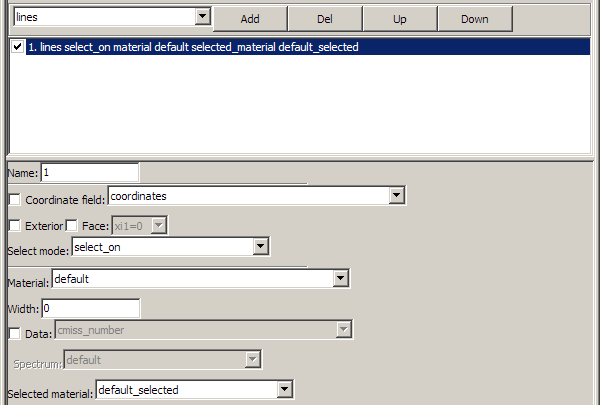 lines Add Del Up Down
1. lines select_on material default selected_material default_selected
Name: 1
Coordinate field: coordinates
Exterior Face: xi1=0
Select mode: select_on
Material: default
Width: 0
Data: cmiss_number
Spectrum: default
Selected material: default_selected